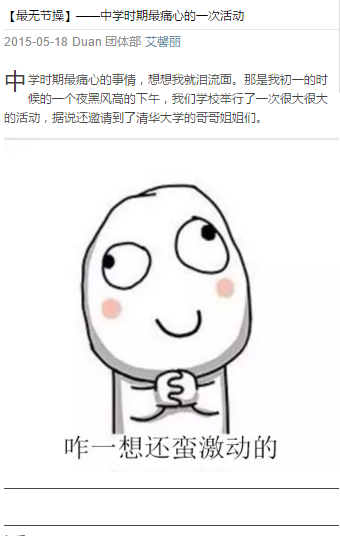 【最无节操】——中学时期最痛心的一次活动
2015-05-18 Duan 团体部 艾馨丽
中学时期最痛心的事情，想想我就泪流面。那是我初一的时
候的一个夜黑风高的下午，我们学校举行了一次很大很大
的活动，据说还邀请到了清华大学的哥哥姐姐们。
咋一想还蛮激动的